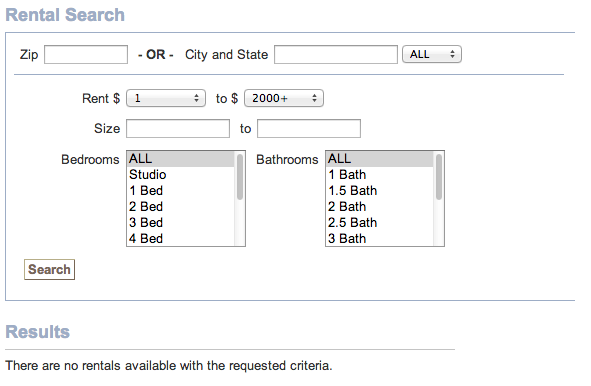 Rental Search
Zip - OR - City and State ALL
Rent $ 1 to $ 2000+
Size to
Bedrooms ALL Bathrooms ALL
Studio 1 Bath
1 Bed 1.5 Bath
2 Bed 2 Bath
3 Bed 2.5 Bath
4 Bed 3 Bath
Search
Results
There are no rentals available with the requested criteria.